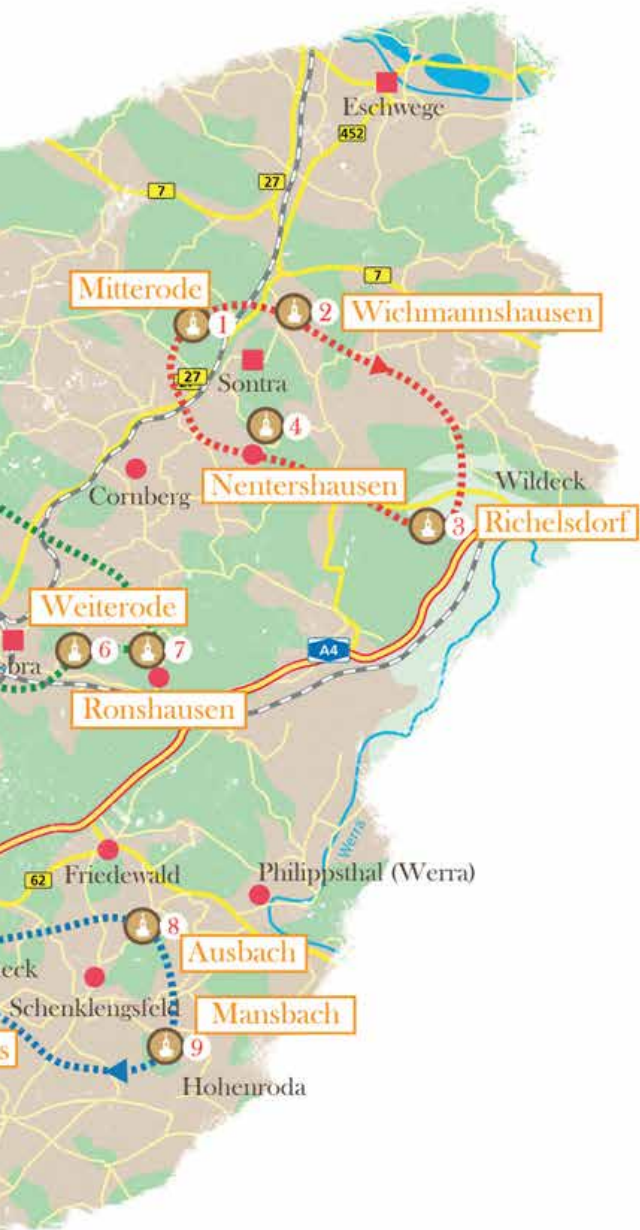 Eschwege
452
7
27
7
Mitterode
1
2
Wichmannshausen
27
Sontra
4
Cornberg
Nentershausen
Wildeck
3
Richelsdorf
Weiterode
6
7
A4
bra
Ronshausen
Werra
62
Friedewald
Philippsthal (Werra)
8
Ausbach
eck
Schenklengsfeld
Mansbach
s
9
Hohenroda